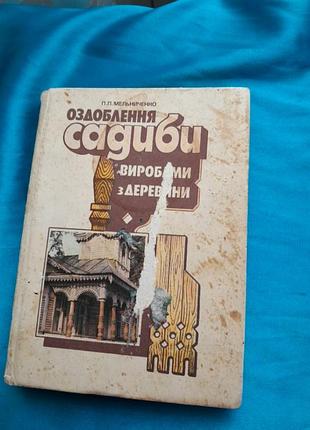 П.П.МЕЛЬНИЧЕНКО
ОЗДОБЛЕННЯ
садиби
ВИРОБАМИ
З ДЕРЕВИНИ